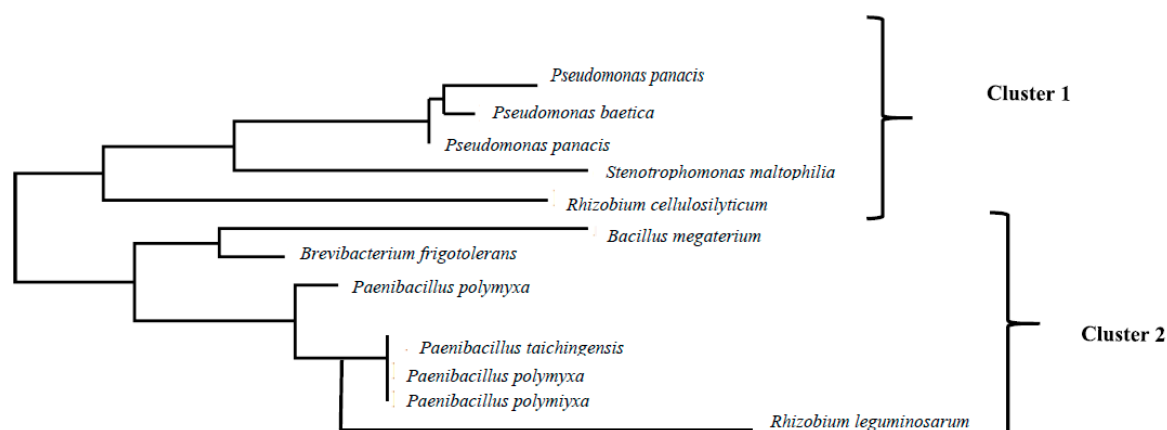 Pseudomonas panacis
Cluster 1
Pseudomonas baetica
Pseudomonas panacis
Stenotrophomonas maltophilia
Rhizobium cellulosilyticum
Bacillus megaterium
Brevibacterium frigotolerans
Paenibacillus polymyxa
Cluster 2
Paenibacillus taichingensis
Paenibacillus polymyxa
Paenibacillus polymiyxa
Rhizobium leguminosarum